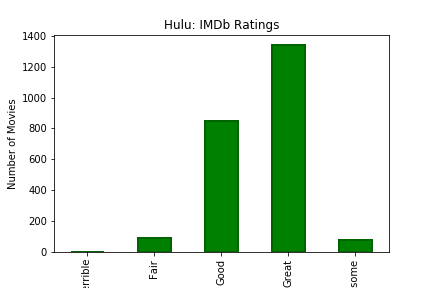 Hulu: IMDb Ratings
Number of Movies
1400
1200
1000
800
600
400
200
0
errible
Fair
Good
Great
some